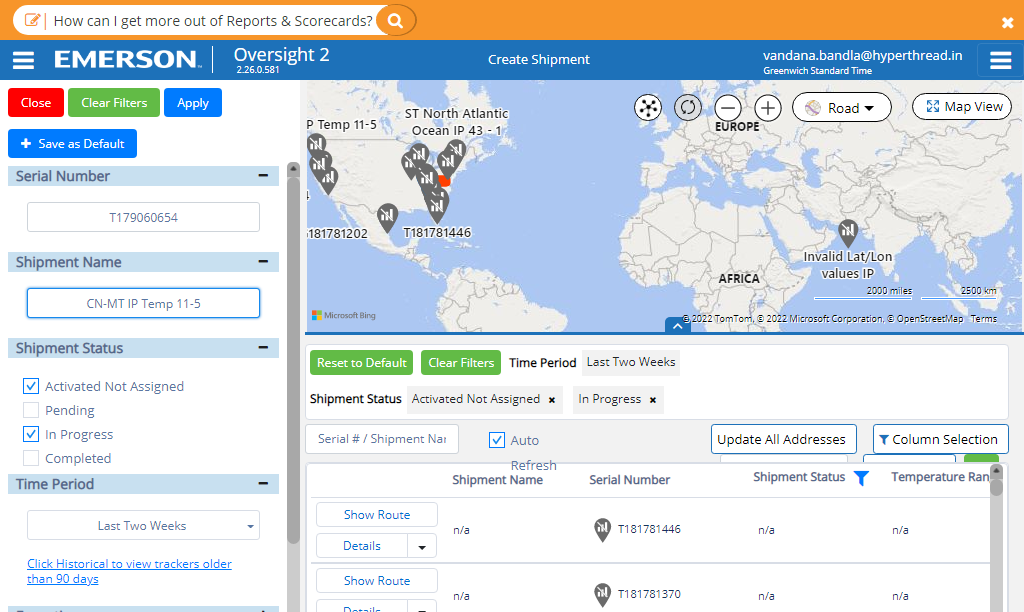 How can I get more out of Reports & Scorecards?
EMERSON
Oversight 2
2.26.0.581
Create Shipment
vandana.bandla@hyperthread.in
Greenwich Standard Time
Close
Clear Filters
Apply
Save as Default
Serial Number
T179060654
Shipment Name
CN-MT IP Temp 11-5
Shipment Status
Activated Not Assigned
Pending
In Progress
Completed
Time Period
Last Two Weeks
Click Historical to view trackers older
than 90 days
P Temp 11-5
ST North Atlantic
Ocean IP 43 - 1
181781202
T181781446
EUROPE
AFRICA
Road
Map View
Invalid Lat/Lon
values IP
2000 miles
2500 km
Microsoft Bing
© 2022 TomTom, © 2022 Microsoft Corporation, © OpenStreetMap
Terms
Reset to Default
Clear Filters
Time Period
Last Two Weeks
Shipment Status
Activated Not Assigned ×
In Progress ×
Serial # / Shipment Nar
Auto
Refresh
Update All Addresses
Column Selection
Shipment Name
Serial Number
Shipment Status
Temperature Ran
Show Route
Details
n/a
T181781446
n/a
n/a
Show Route
Details
n/a
T181781370
n/a
n/a